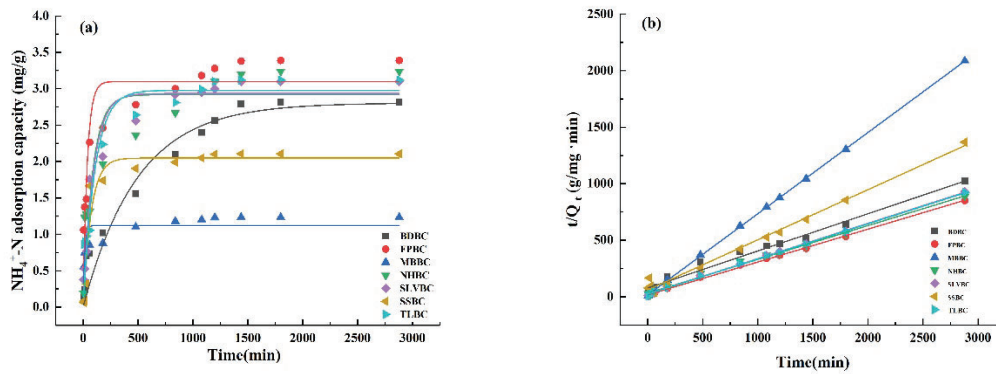 (a)
NH₄⁺-N adsorption capacity (mg/g)
4.0
3.5
3.0
2.5
2.0
1.5
1.0
0.5
0.0
BDBC
FPBC
MBBC
NHBC
SLVBC
SSBC
TLBC
0 500 1000 1500 2000 2500 3000
Time(min)
(b)
t/Q t (g/mg ·min)
2500
2000
1500
1000
500
0
BDBC
FPBC
MBBC
NHBC
SLVBC
SSBC
TLBC
0 500 1000 1500 2000 2500 3000
Time(min)